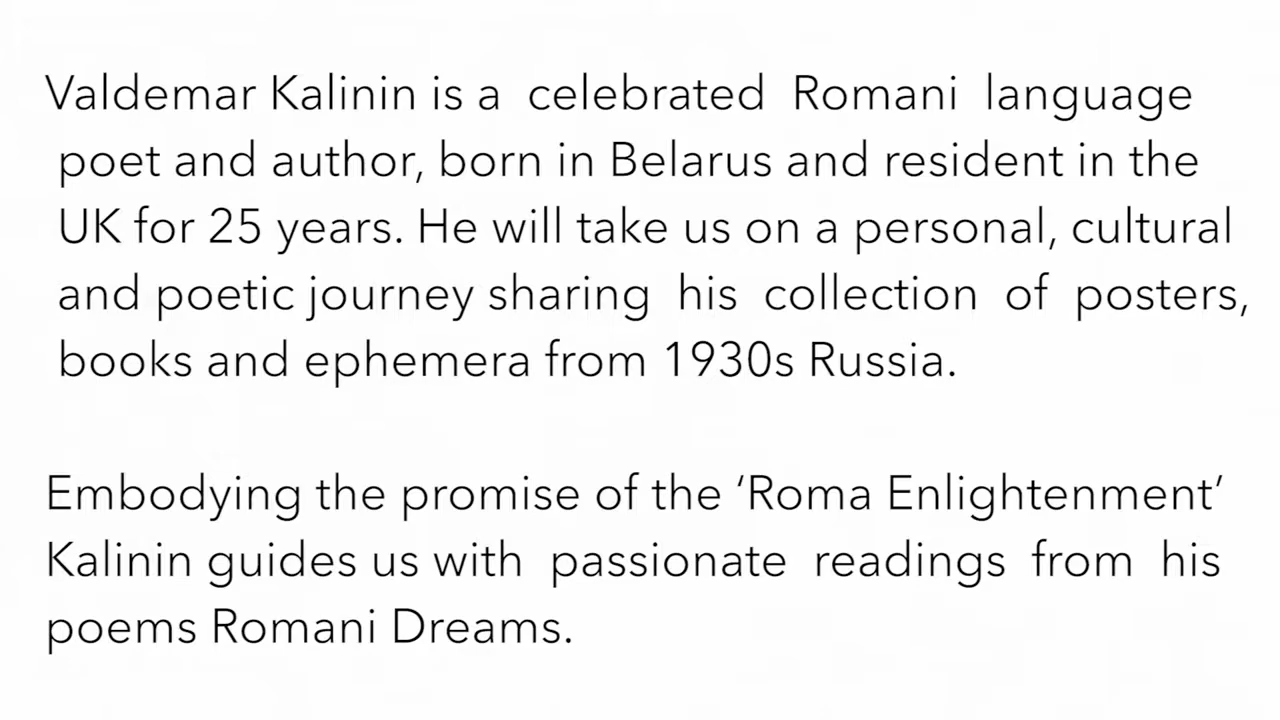 Valdemar Kalinin is a celebrated Romani language
poet and author, born in Belarus and resident in the
UK for 25 years. He will take us on a personal, cultural
and poetic journey sharing his collection of posters,
books and ephemera from 1930s Russia.
Embodying the promise of the ‘Roma Enlightenment’
Kalinin guides us with passionate readings from his
poems Romani Dreams.